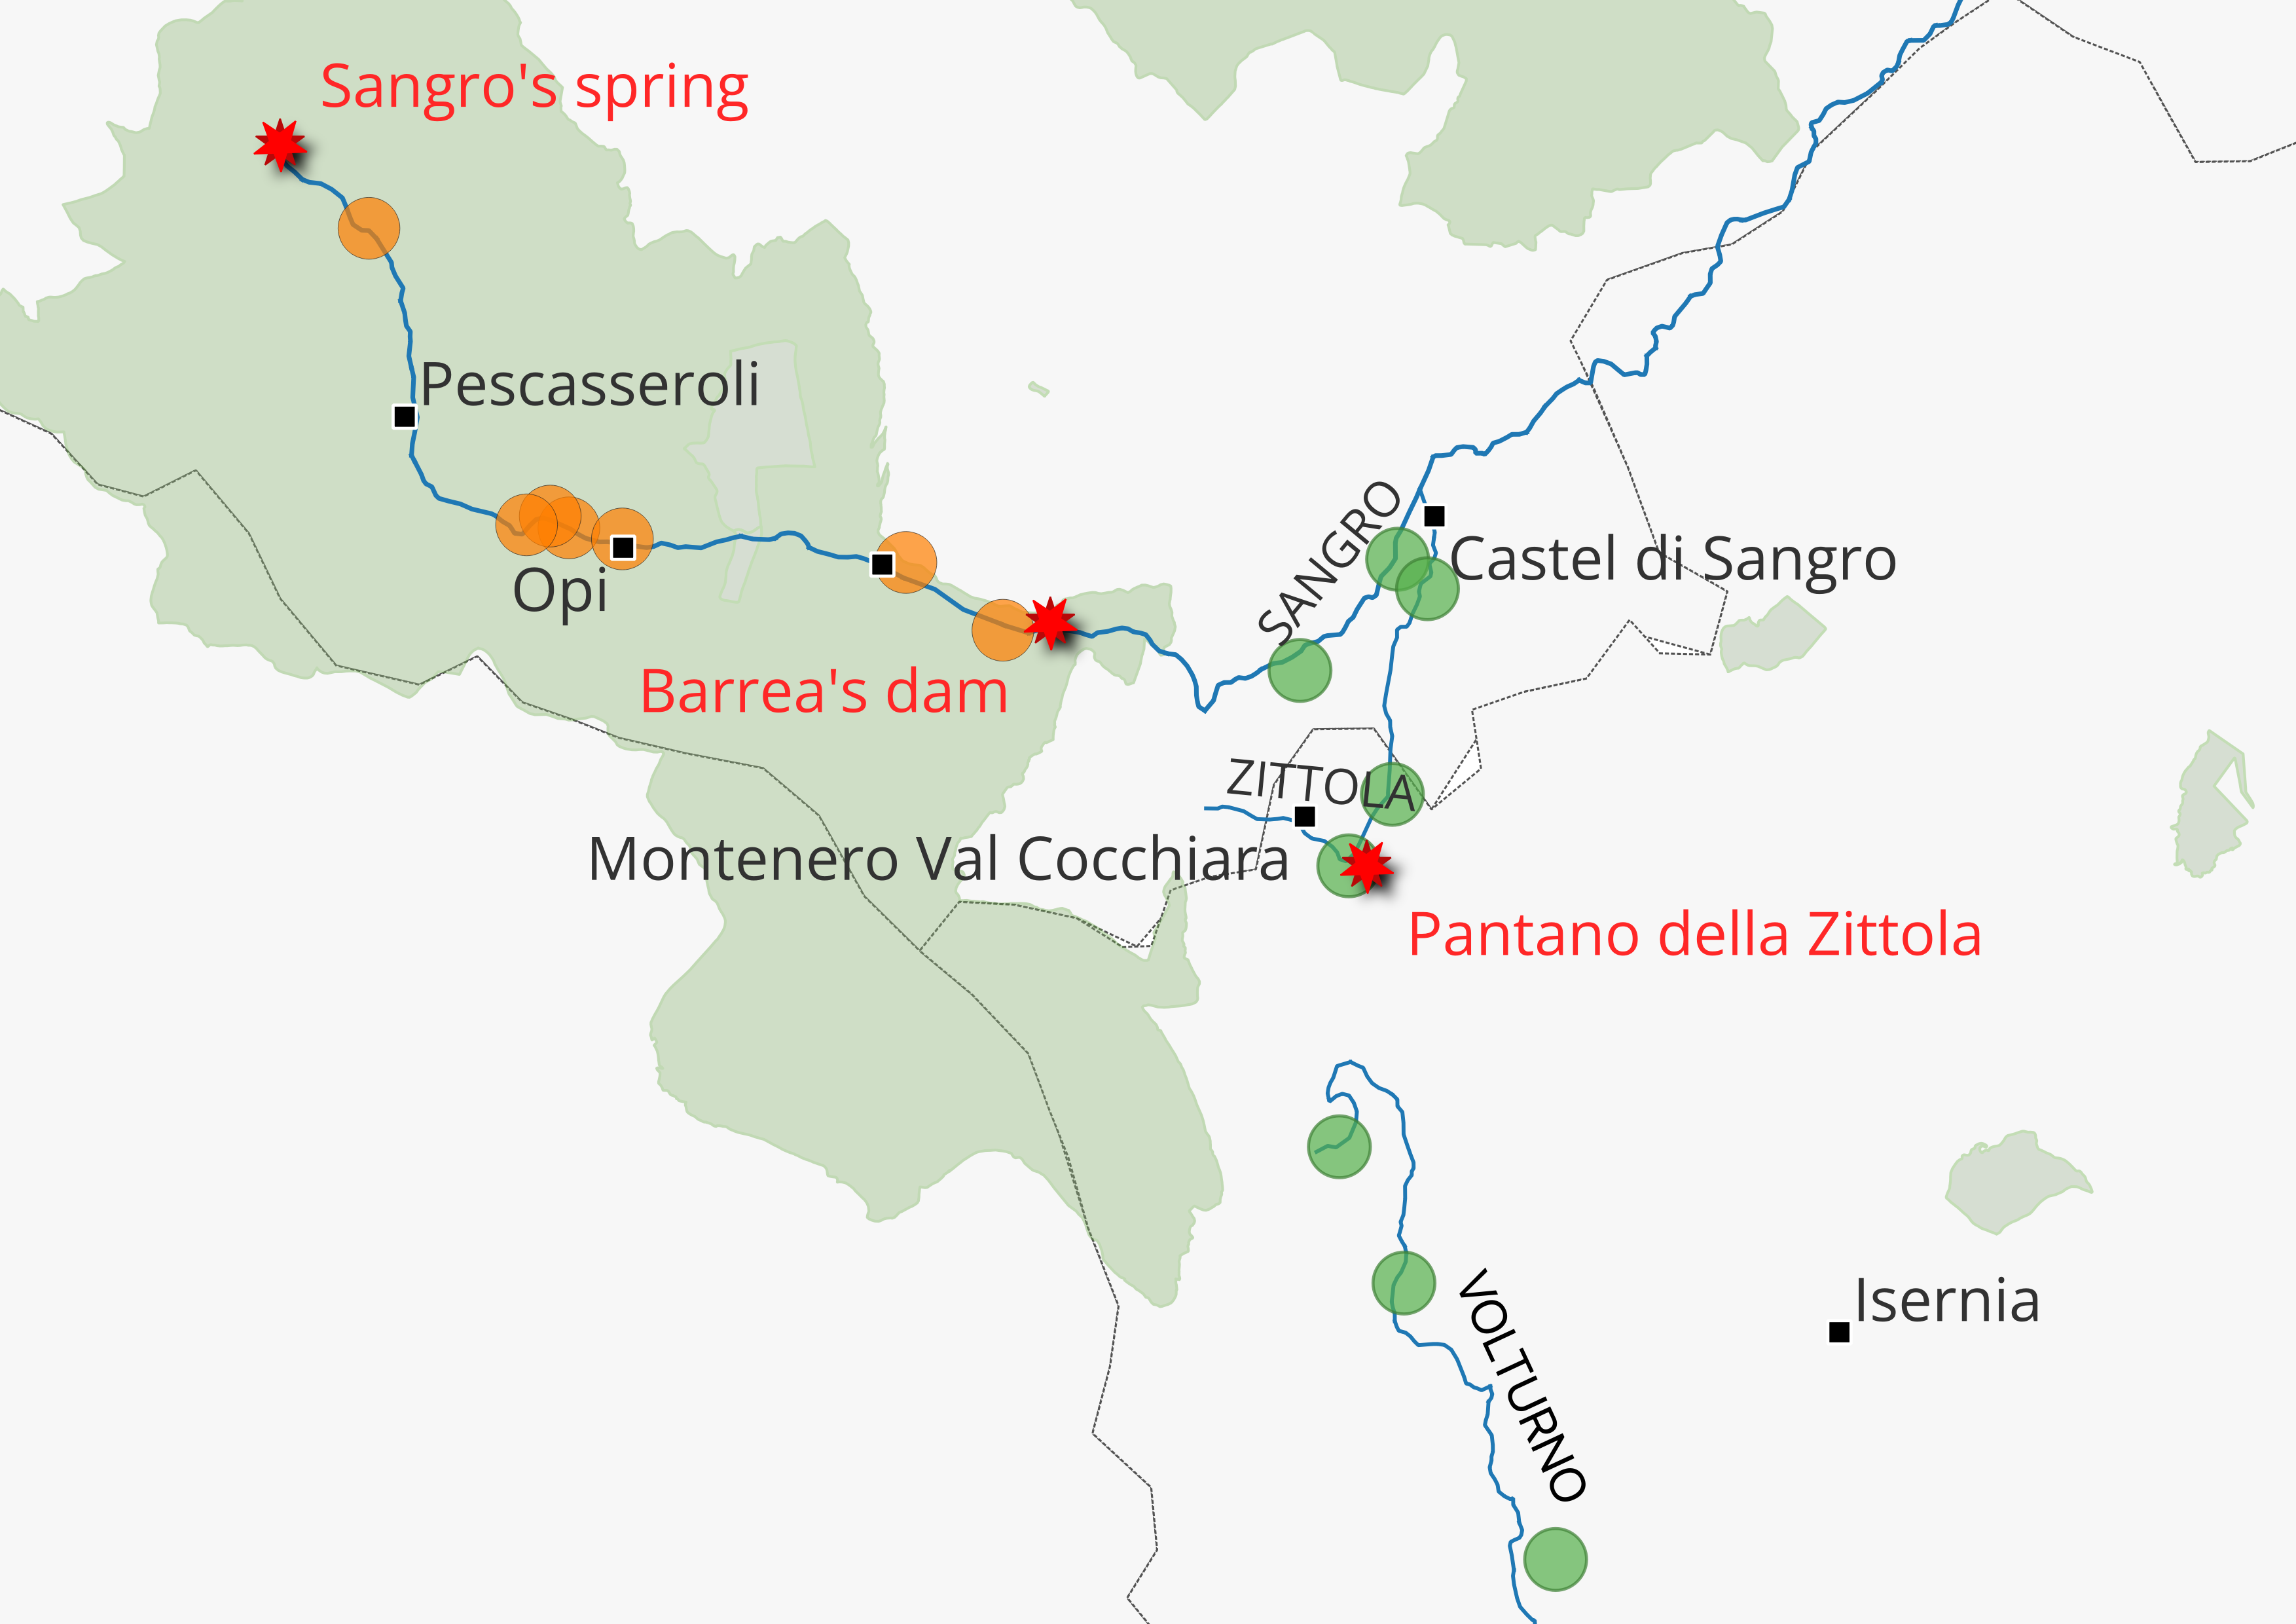 Sangro's spring
Pescasseroli
SANGRO
Castel di Sangro
Opi
Barrea's dam
ZITTOLA
Montenero Val Cocchiara
Pantano della Zittola
VOLTURNO
Isernia